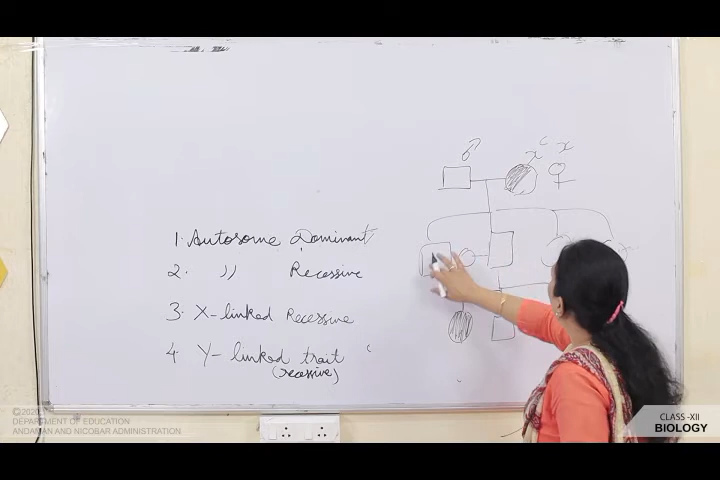 ♂
xᶜ x
♀
1. Autosome Dominant
2. 〃 Recessive
3. X-linked Recessive
4. Y-linked trait
(recessive)
©2020
DEPARTMENT OF EDUCATION
ANDAMAN AND NICOBAR ADMINISTRATION
CLASS -XII
BIOLOGY